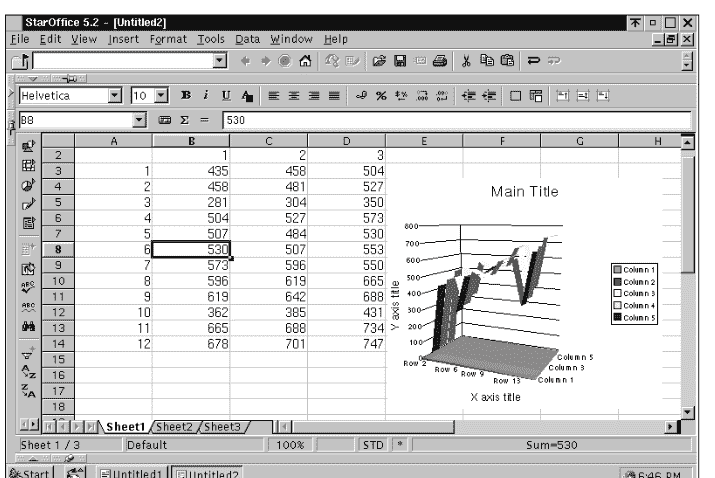 StarOffice 5.2 - [Untitled2]
File Edit View Insert Format Tools Data Window Help
Helvetica 10 B i U A
B8 Σ = 530
A B C D E F G H
2 1 2 3
3 1 435 458 504
4 2 458 481 527
5 3 281 304 350
6 4 504 527 573
7 5 507 484 530
8 6 530 507 553
9 7 573 596 550
10 8 596 619 665
11 9 619 642 688
12 10 362 385 431
13 11 665 688 734
14 12 678 701 747
15
16
17
18
Main Title
800
700
600
500
400
300
200
100
0
Y axis title
Row 2 Row 6 Row 9 Row 13
Column 1 Column 3 Column 5
X axis title
Column 1
Column 2
Column 3
Column 4
Column 5
Sheet1 Sheet2 Sheet3
Sheet 1 / 3 Default 100% STD * Sum=530
Start Untitled1 Untitled2 6:46 PM